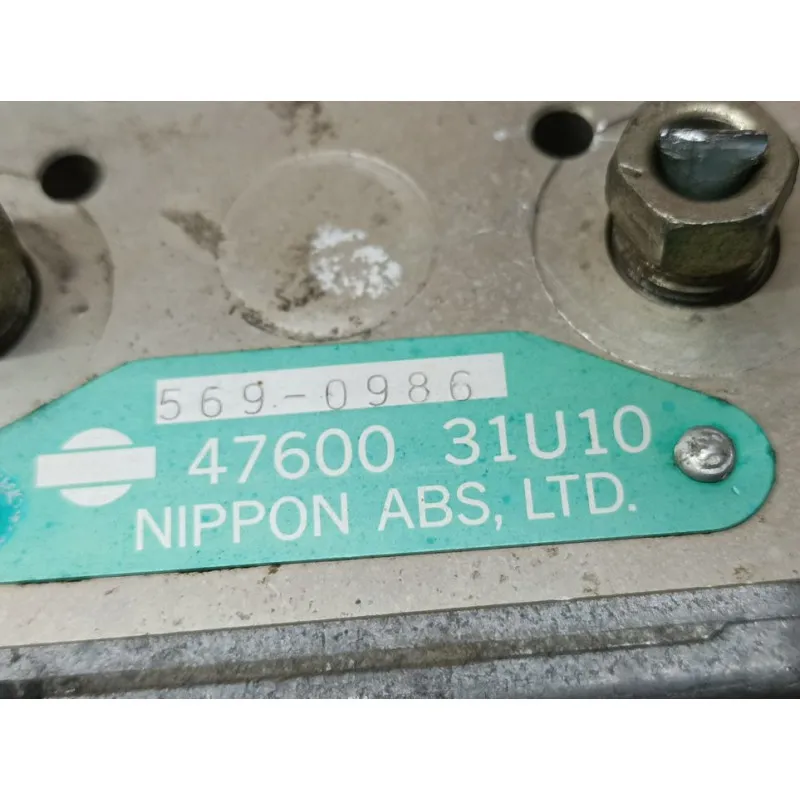 569-0986
47600 31U10
NIPPON ABS, LTD.